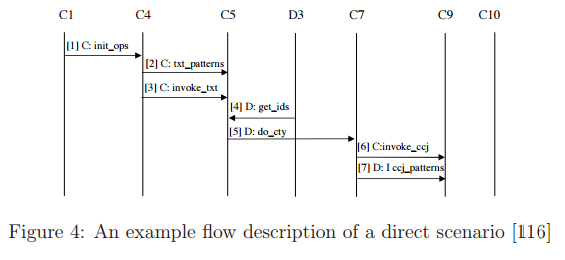 C1 C4 C5 D3 C7 C9 C10
[1] C: init_ops
[2] C: txt_patterns
[3] C: invoke_txt
[4] D: get_ids
[5] D: do_cty
[6] C:invoke_ccj
[7] D: I ccj_patterns
Figure 4: An example flow description of a direct scenario [116]